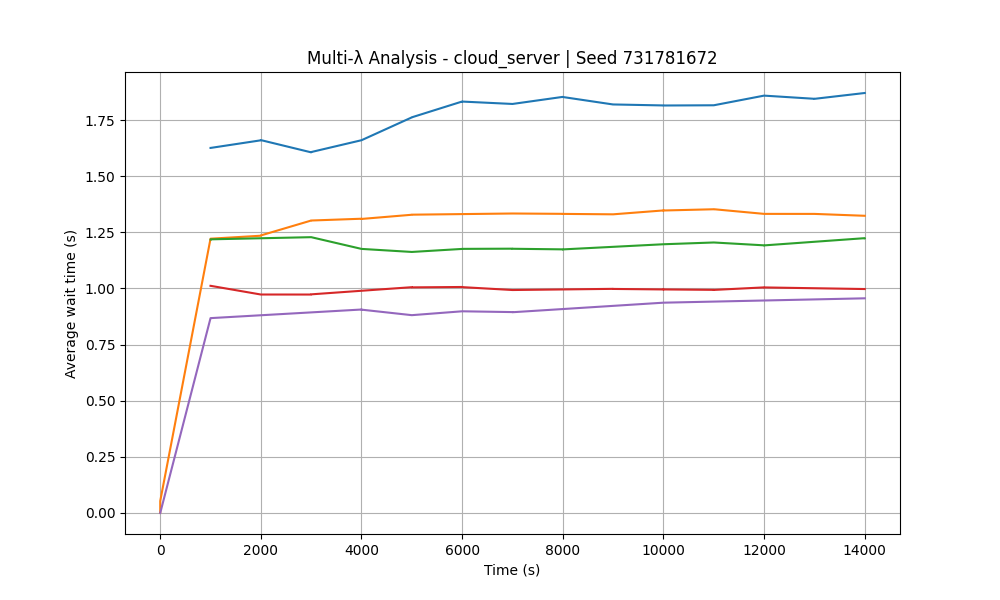 Multi-λ Analysis - cloud_server | Seed 731781672
Average wait time (s)
1.75
1.50
1.25
1.00
0.75
0.50
0.25
0.00
0 2000 4000 6000 8000 10000 12000 14000
Time (s)